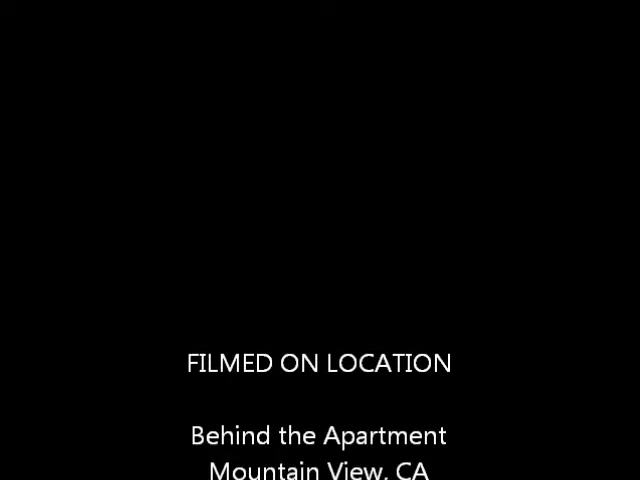 FILMED ON LOCATION
Behind the Apartment
Mountain View, CA